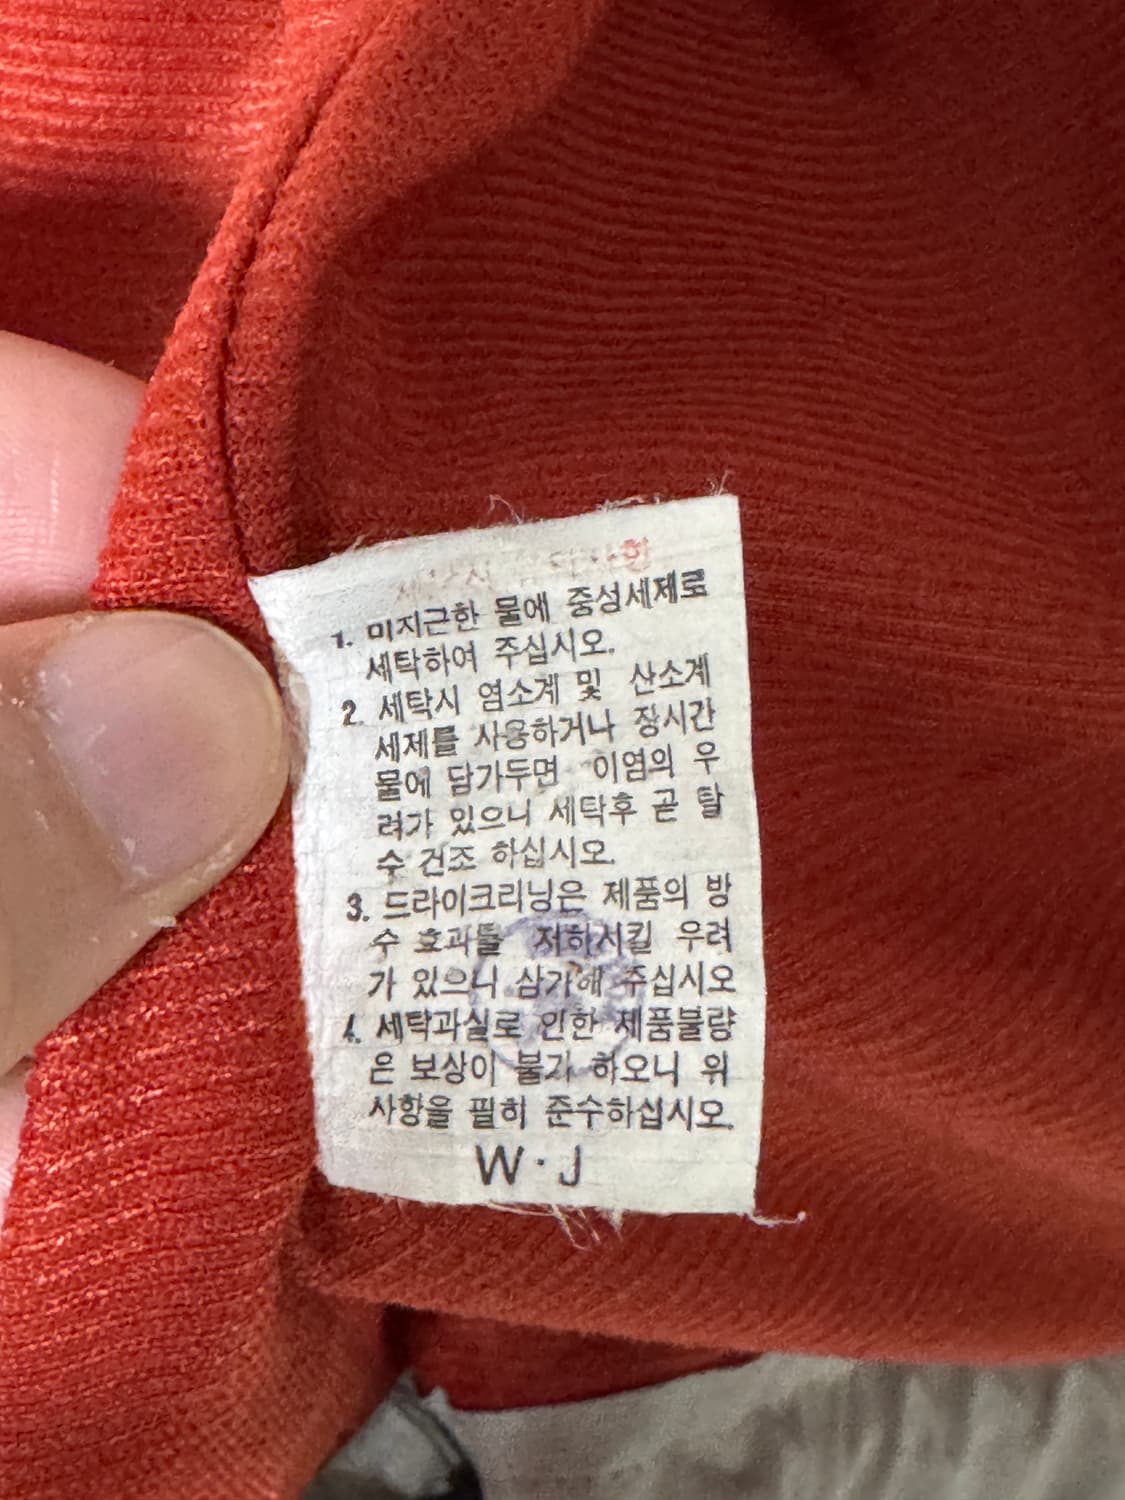 1. 미지근한 물에 중성세제로
세탁하여 주십시오.
2. 세탁시 염소계 및 산소계
세제를 사용하거나 장시간
물에 담가두면 이염의 우
려가 있으니 세탁후 곧 탈
수 건조 하십시오.
3. 드라이크리닝은 제품의 방
수 효과를 저하시킬 우려
가 있으니 삼가해 주십시오
4. 세탁과실로 인한 제품불량
은 보상이 불가 하오니 위
사항을 필히 준수하십시오.
W·J